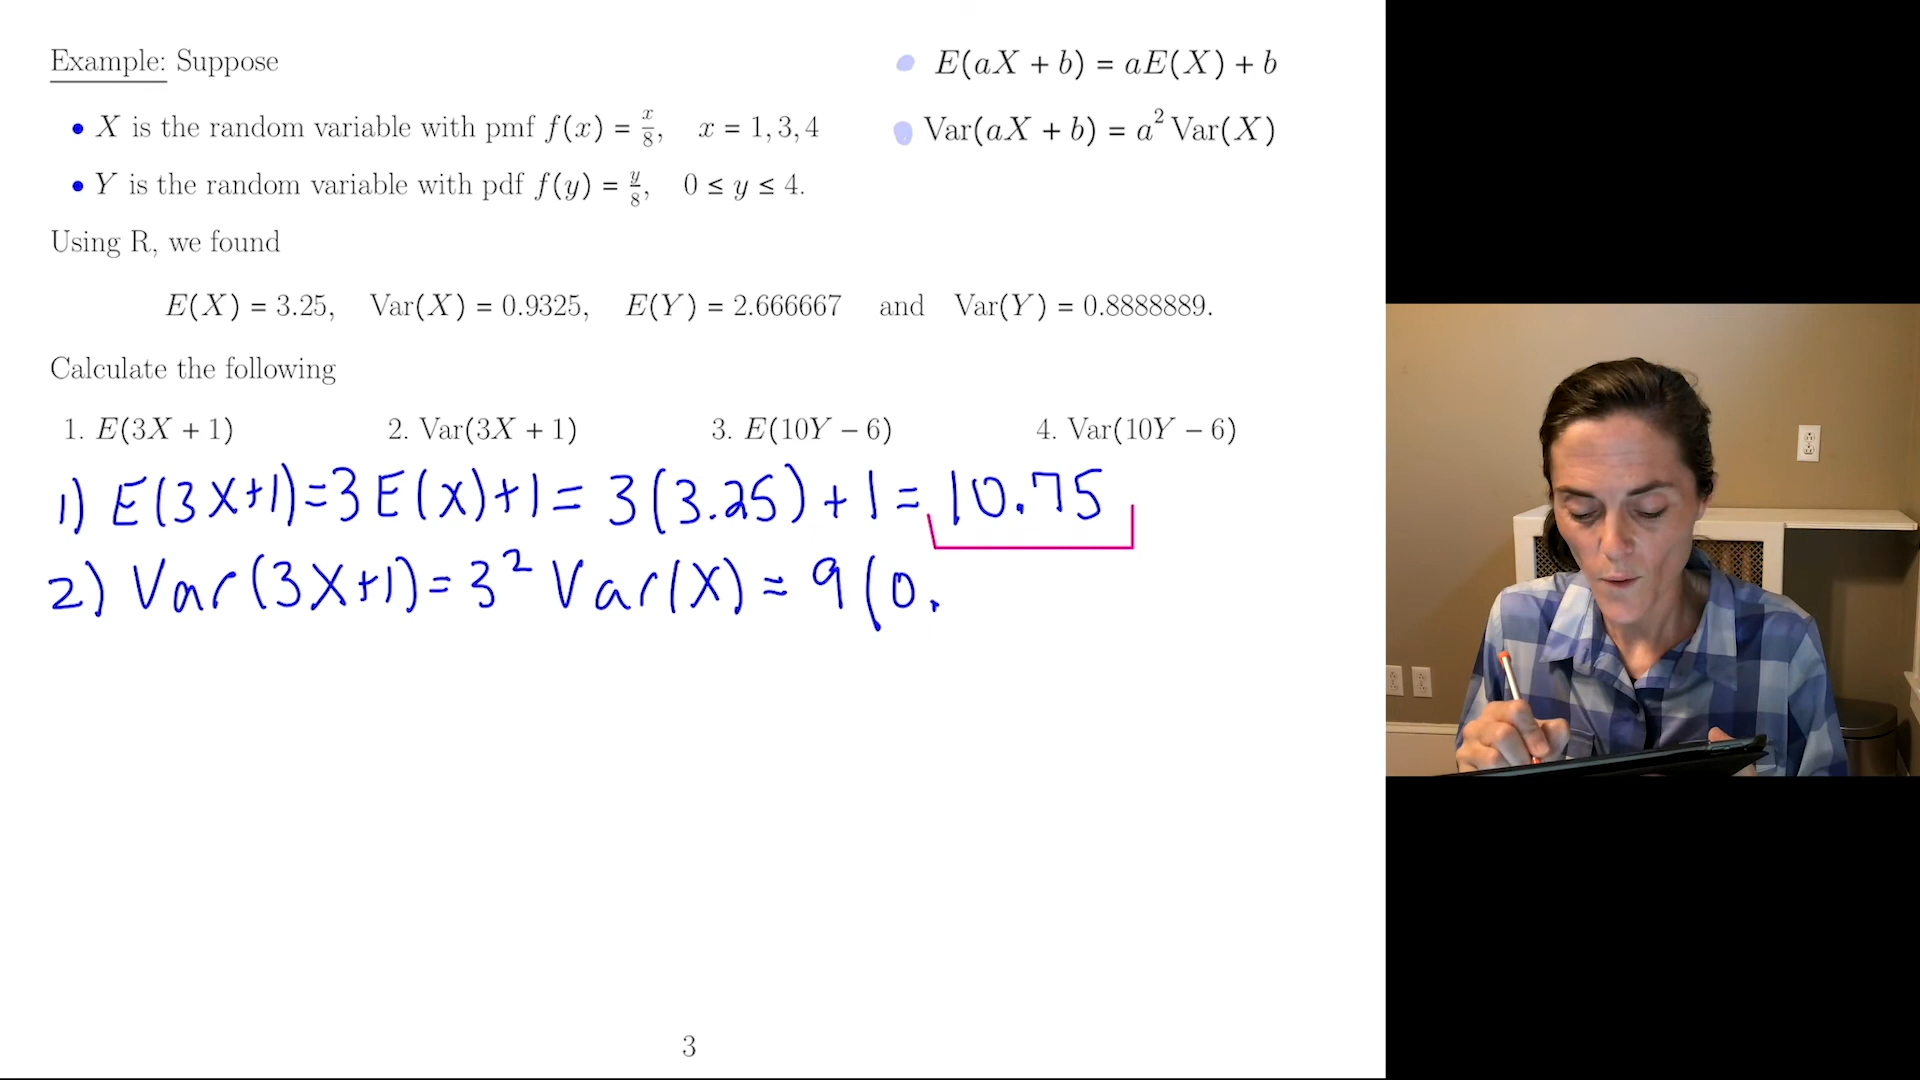 Example: Suppose
• X is the random variable with pmf f(x) = x/8, x = 1, 3, 4
• Y is the random variable with pdf f(y) = y/8, 0 ≤ y ≤ 4.
E(aX + b) = aE(X) + b
Var(aX + b) = a² Var(X)
Using R, we found
E(X) = 3.25, Var(X) = 0.9325, E(Y) = 2.666667 and Var(Y) = 0.8888889.
Calculate the following
1. E(3X + 1) 2. Var(3X + 1) 3. E(10Y − 6) 4. Var(10Y − 6)
1) E(3X+1)=3E(X)+1= 3(3.25)+1= 10.75
2) Var(3X+1)=3² Var(X) = 9(0.
3